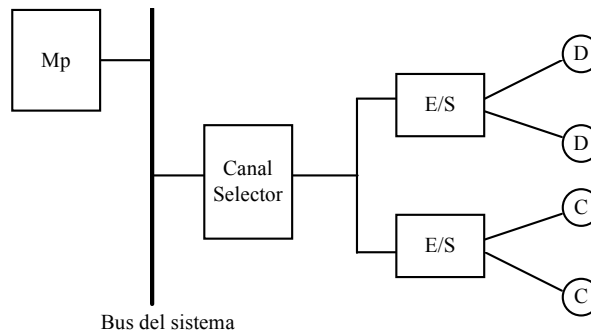 Mp
Canal
Selector
Bus del sistema
E/S
D
D
E/S
C
C